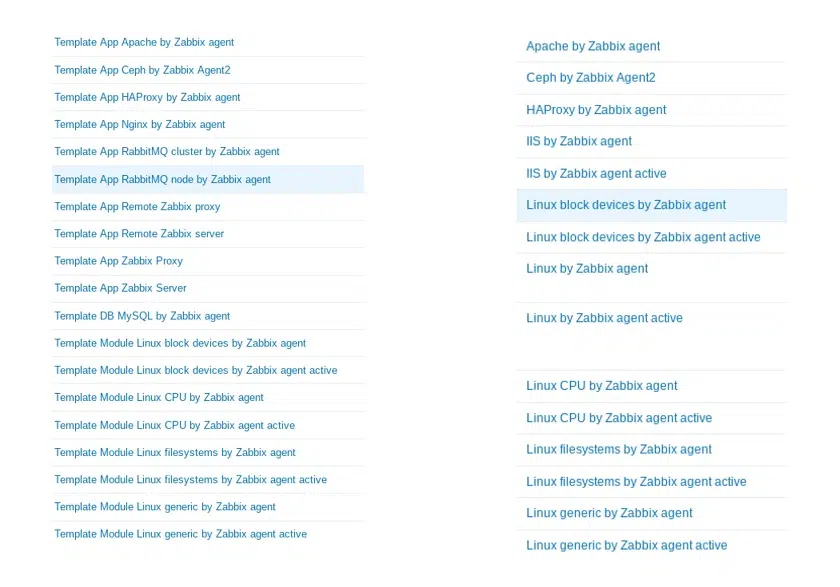 Template App Apache by Zabbix agent
Template App Ceph by Zabbix Agent2
Template App HAProxy by Zabbix agent
Template App Nginx by Zabbix agent
Template App RabbitMQ cluster by Zabbix agent
Template App RabbitMQ node by Zabbix agent
Template App Remote Zabbix proxy
Template App Remote Zabbix server
Template App Zabbix Proxy
Template App Zabbix Server
Template DB MySQL by Zabbix agent
Template Module Linux block devices by Zabbix agent
Template Module Linux block devices by Zabbix agent active
Template Module Linux CPU by Zabbix agent
Template Module Linux CPU by Zabbix agent active
Template Module Linux filesystems by Zabbix agent
Template Module Linux filesystems by Zabbix agent active
Template Module Linux generic by Zabbix agent
Template Module Linux generic by Zabbix agent active
Apache by Zabbix agent
Ceph by Zabbix Agent2
HAProxy by Zabbix agent
IIS by Zabbix agent
IIS by Zabbix agent active
Linux block devices by Zabbix agent
Linux block devices by Zabbix agent active
Linux by Zabbix agent
Linux by Zabbix agent active
Linux CPU by Zabbix agent
Linux CPU by Zabbix agent active
Linux filesystems by Zabbix agent
Linux filesystems by Zabbix agent active
Linux generic by Zabbix agent
Linux generic by Zabbix agent active